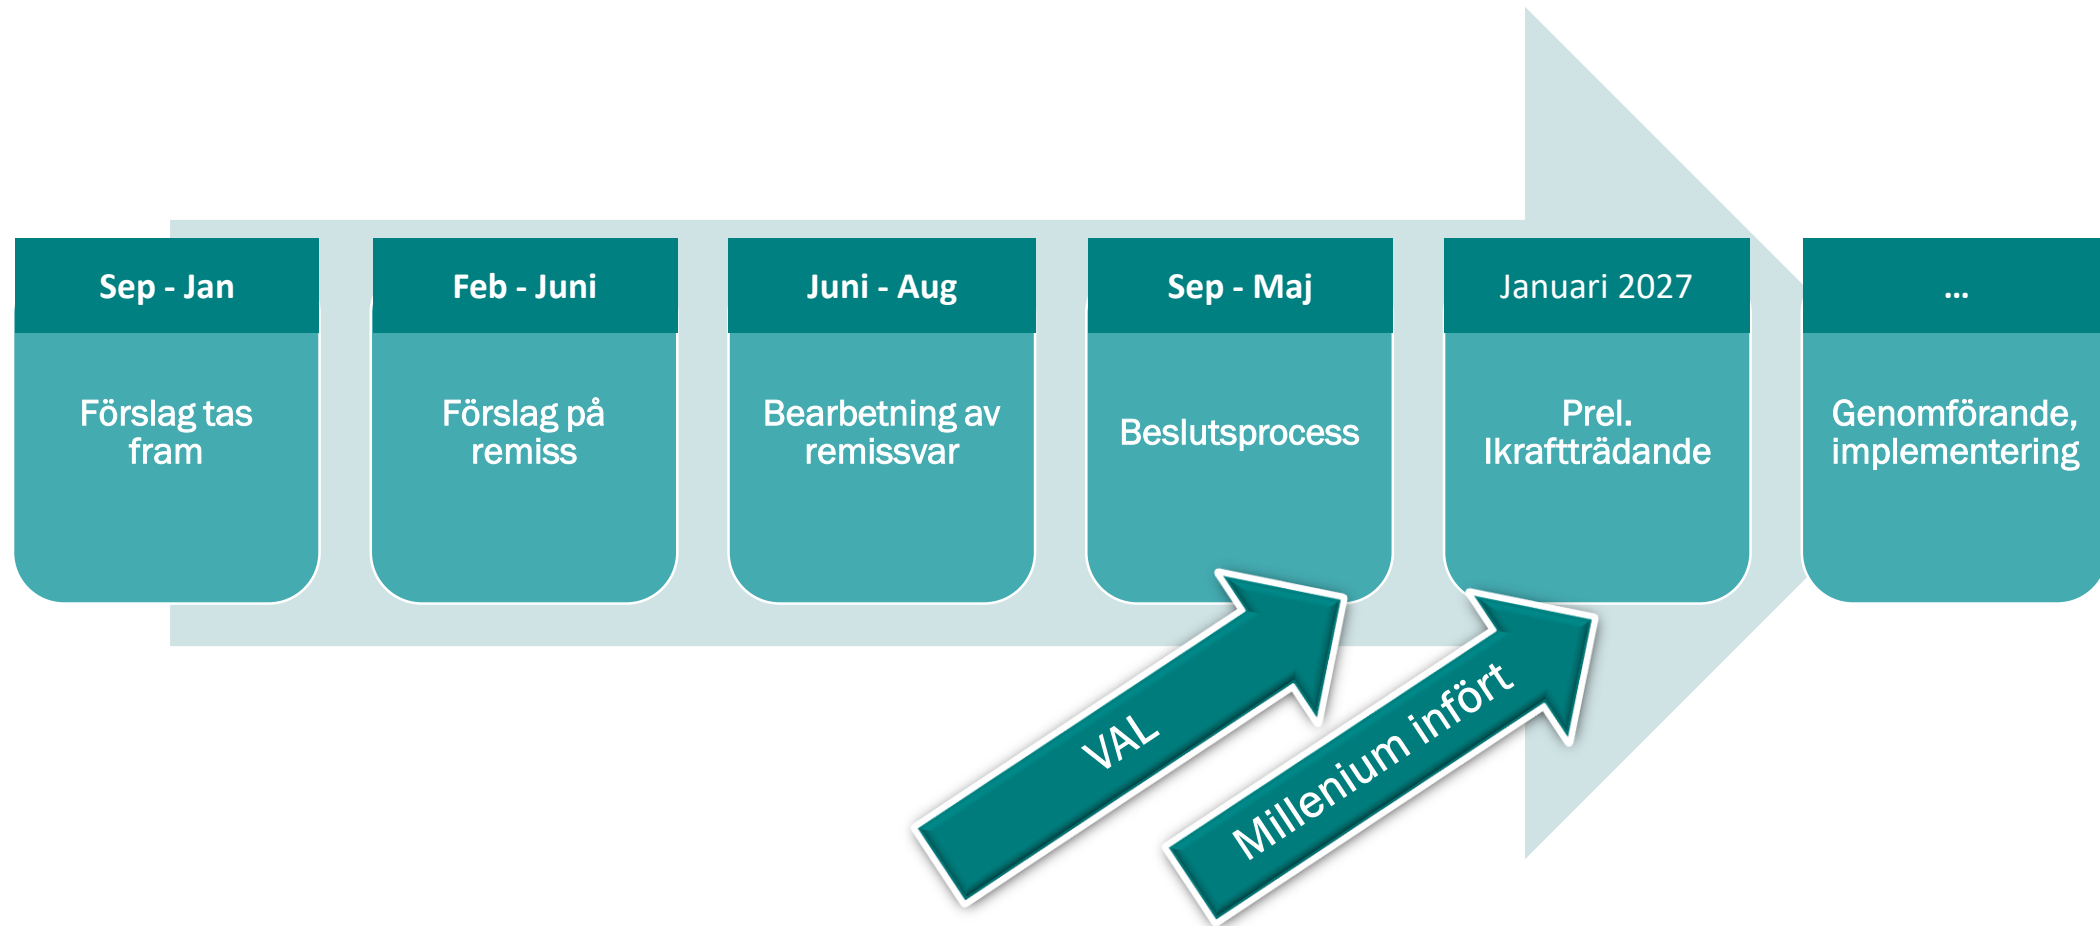 Sep - Jan
Förslag tas
fram
Feb - Juni
Förslag på
remiss
Juni - Aug
Bearbetning av
remissvar
Sep - Maj
Beslutsprocess
Januari 2027
Prel.
Ikraftträdande
...
Genomförande,
implementering
VAL
Millenium infört